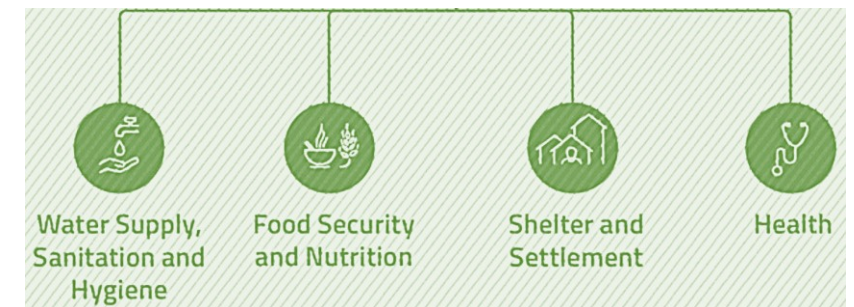 Water Supply,
Sanitation and
Hygiene
Food Security
and Nutrition
Shelter and
Settlement
Health